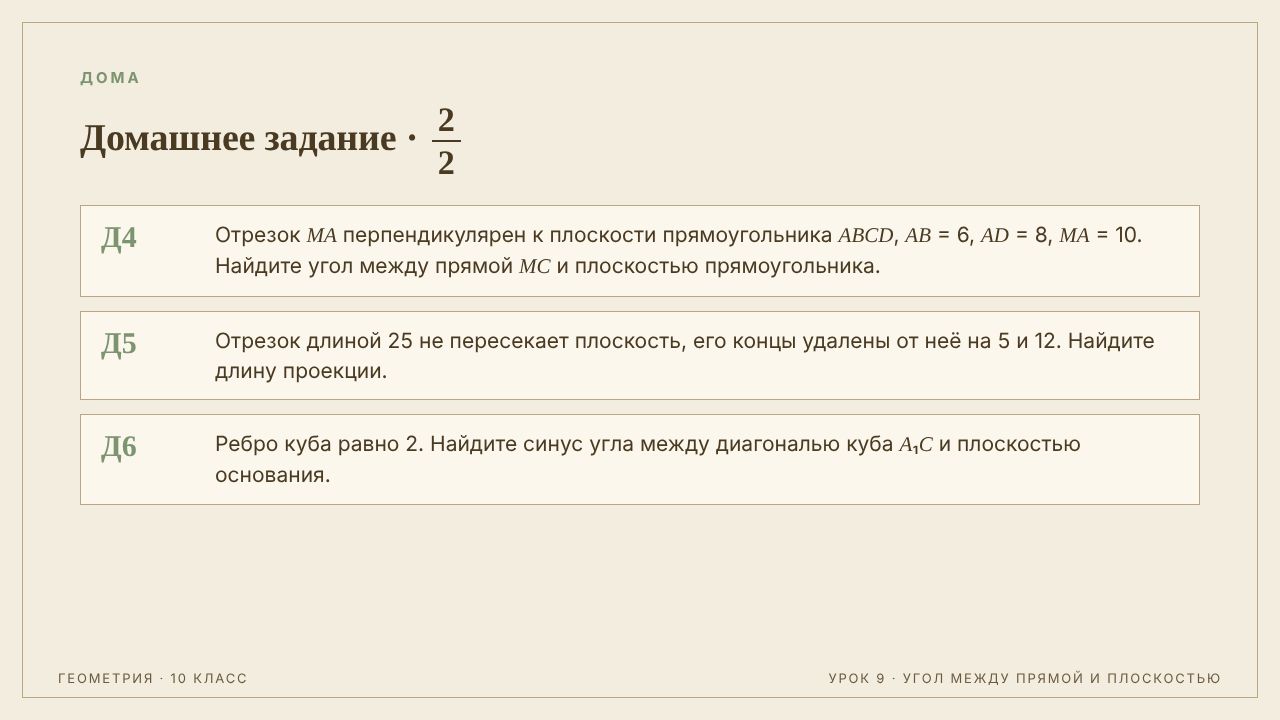 ДОМА
Домашнее задание · 2/2
Д4
Отрезок MA перпендикулярен к плоскости прямоугольника ABCD, AB = 6, AD = 8, MA = 10.
Найдите угол между прямой MC и плоскостью прямоугольника.
Д5
Отрезок длиной 25 не пересекает плоскость, его концы удалены от неё на 5 и 12. Найдите
длину проекции.
Д6
Ребро куба равно 2. Найдите синус угла между диагональю куба A₁C и плоскостью
основания.
ГЕОМЕТРИЯ · 10 КЛАСС
УРОК 9 · УГОЛ МЕЖДУ ПРЯМОЙ И ПЛОСКОСТЬЮ